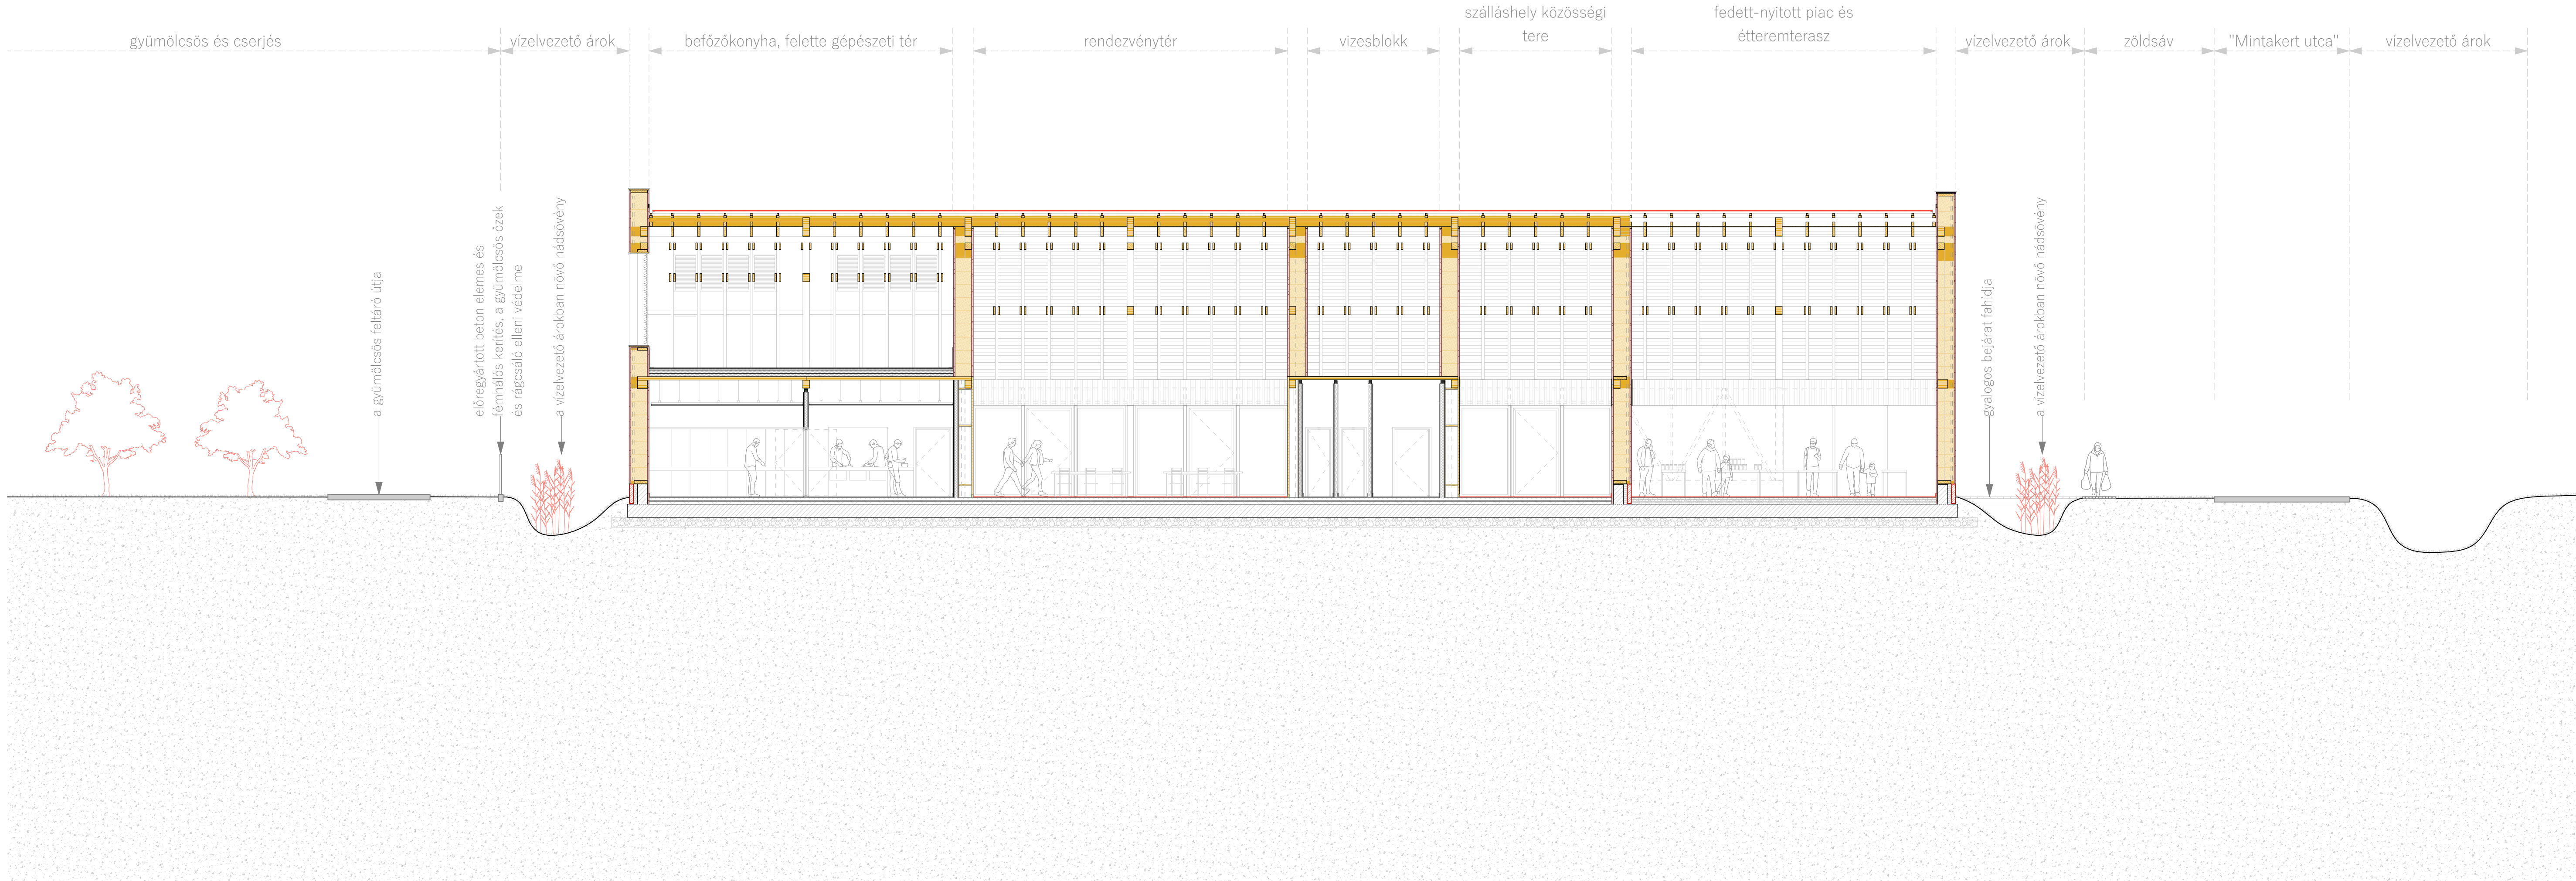 gyümölcsös és cserjés
vízelvezető árok
befőzőkonyha, felette gépészeti tér
rendezvénytér
vizesblokk
szálláshely közösségi
tere
fedett-nyitott piac és
étteremterasz
vízelvezető árok
zöldsáv
"Mintakert utca"
vízelvezető árok
a gyümölcsös feltáró útja
előregyártott beton elemes és
fémhálós kerítés, a gyümölcsös őzek
és rágcsáló elleni védelme
a vízelvezető árokban növő nádsövény
gyalogos bejárat fahídja
a vízelvezető árokban növő nádsövény